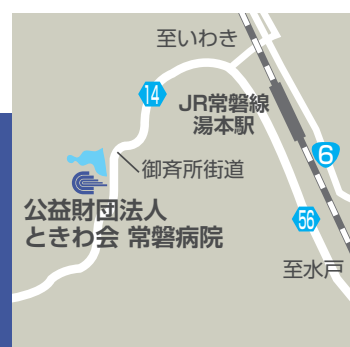 至いわき
14
JR常磐線
湯本駅
6
御斉所街道
公益財団法人
ときわ会 常磐病院
56
至水戸